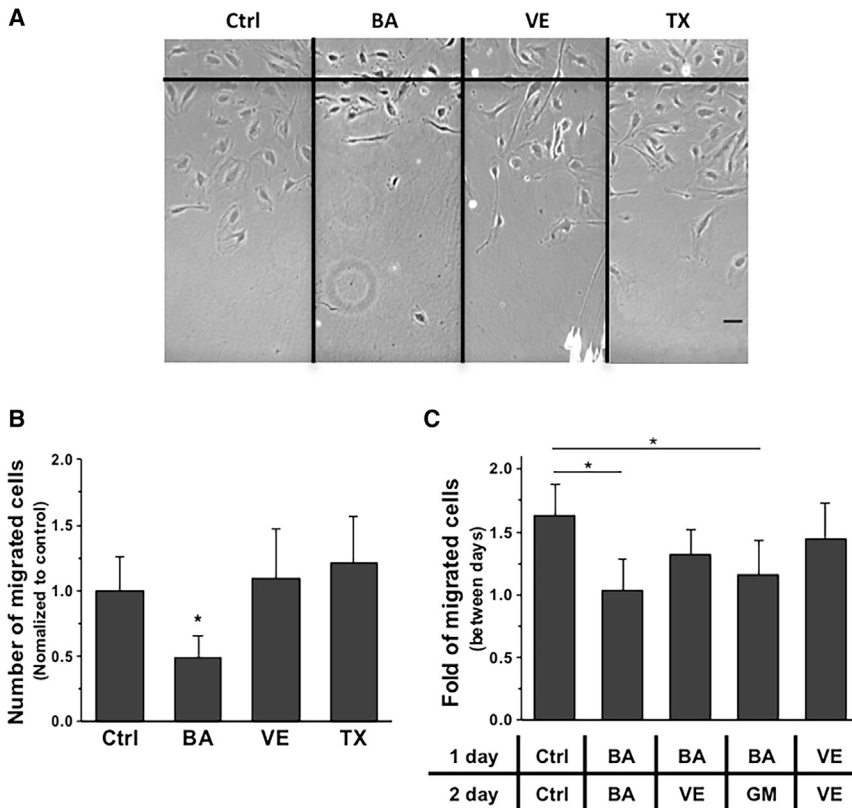 A
Ctrl BA VE TX
B
Number of migrated cells
(Nomalized to control)
2.0
1.5
1.0
0.5
0.0
*
Ctrl BA VE TX
C
Fold of migrated cells
(between days)
2.0
1.5
1.0
0.5
0.0
*
*
1 day Ctrl BA BA BA VE
2 day Ctrl BA VE GM VE